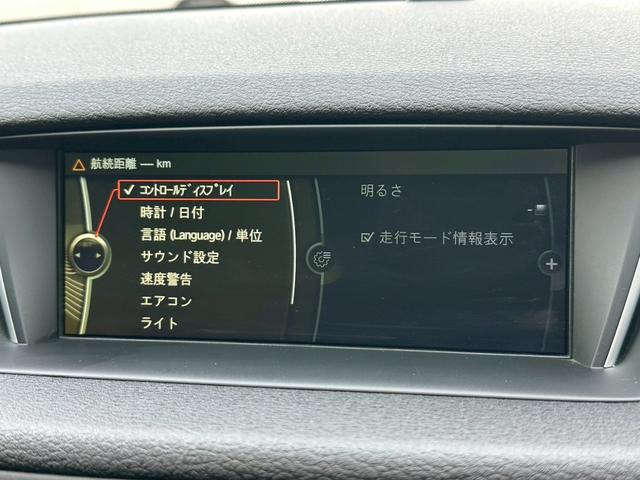 航続距離 --- km
コントロールディスプレイ
時計 / 日付
言語 (Language) / 単位
サウンド設定
速度警告
エアコン
ライト
明るさ
走行モード情報表示